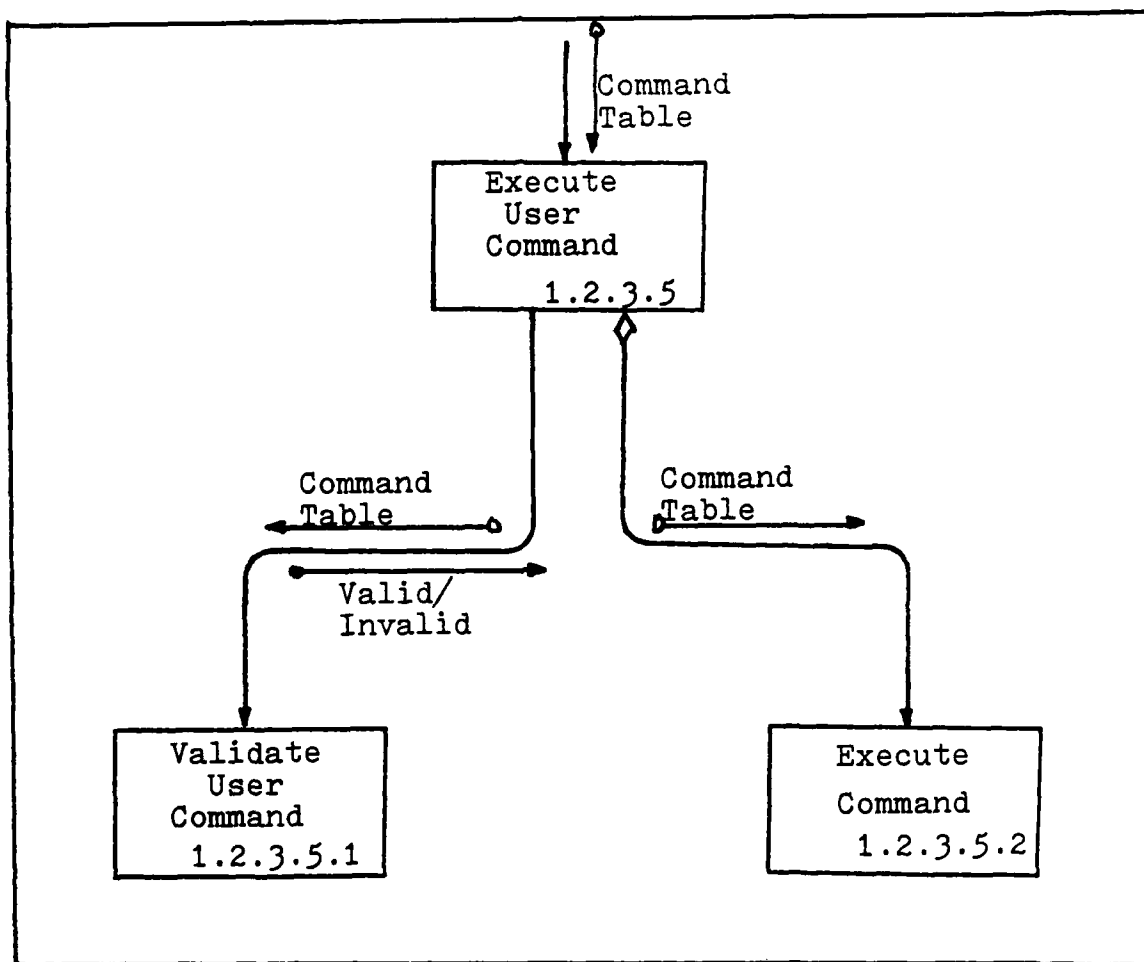 Command
Table
Execute
User
Command
1.2.3.5
Command
Table
Command
Table
Valid/
Invalid
Validate
User
Command
1.2.3.5.1
Execute
Command
1.2.3.5.2